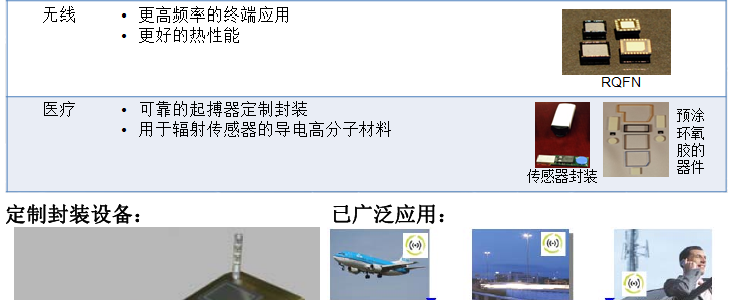 无线
• 更高频率的终端应用
• 更好的热性能
RQFN
医疗
• 可靠的起搏器定制封装
• 用于辐射传感器的导电高分子材料
传感器封装
预涂
环氧
胶的
器件
定制封装设备：
已广泛应用：